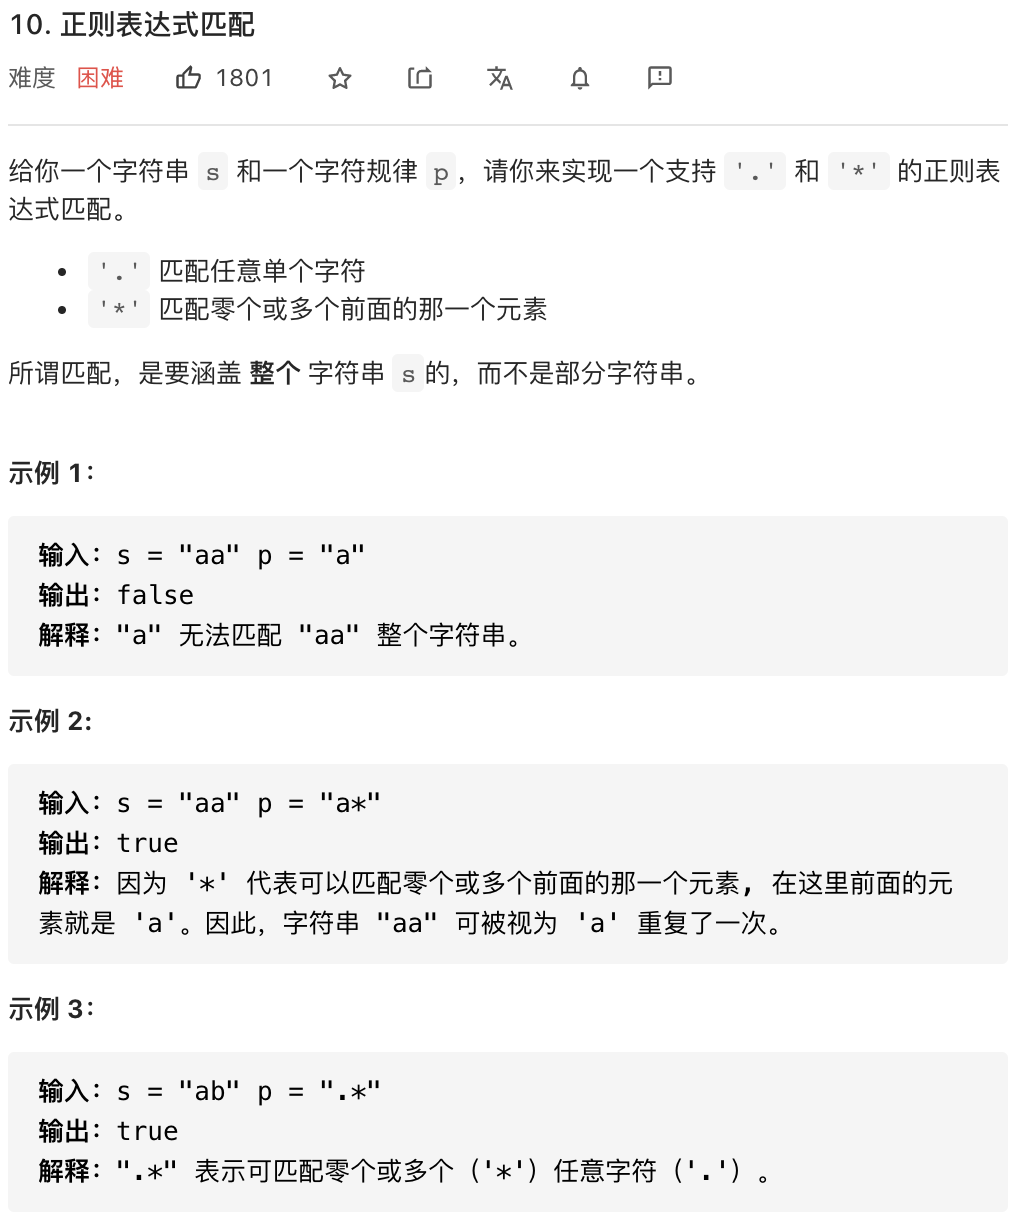 10. 正则表达式匹配
难度 困难 1801
给你一个字符串 s 和一个字符规律 p，请你来实现一个支持 '.' 和 '*' 的正则表
达式匹配。
• '.' 匹配任意单个字符
• '*' 匹配零个或多个前面的那一个元素
所谓匹配，是要涵盖 整个 字符串 s的，而不是部分字符串。
示例 1：
输入：s = "aa" p = "a"
输出：false
解释："a" 无法匹配 "aa" 整个字符串。
示例 2:
输入：s = "aa" p = "a*"
输出：true
解释：因为 '*' 代表可以匹配零个或多个前面的那一个元素, 在这里前面的元
素就是 'a'。因此，字符串 "aa" 可被视为 'a' 重复了一次。
示例 3：
输入：s = "ab" p = ".*"
输出：true
解释：".*" 表示可匹配零个或多个（'*'）任意字符（'.'）。